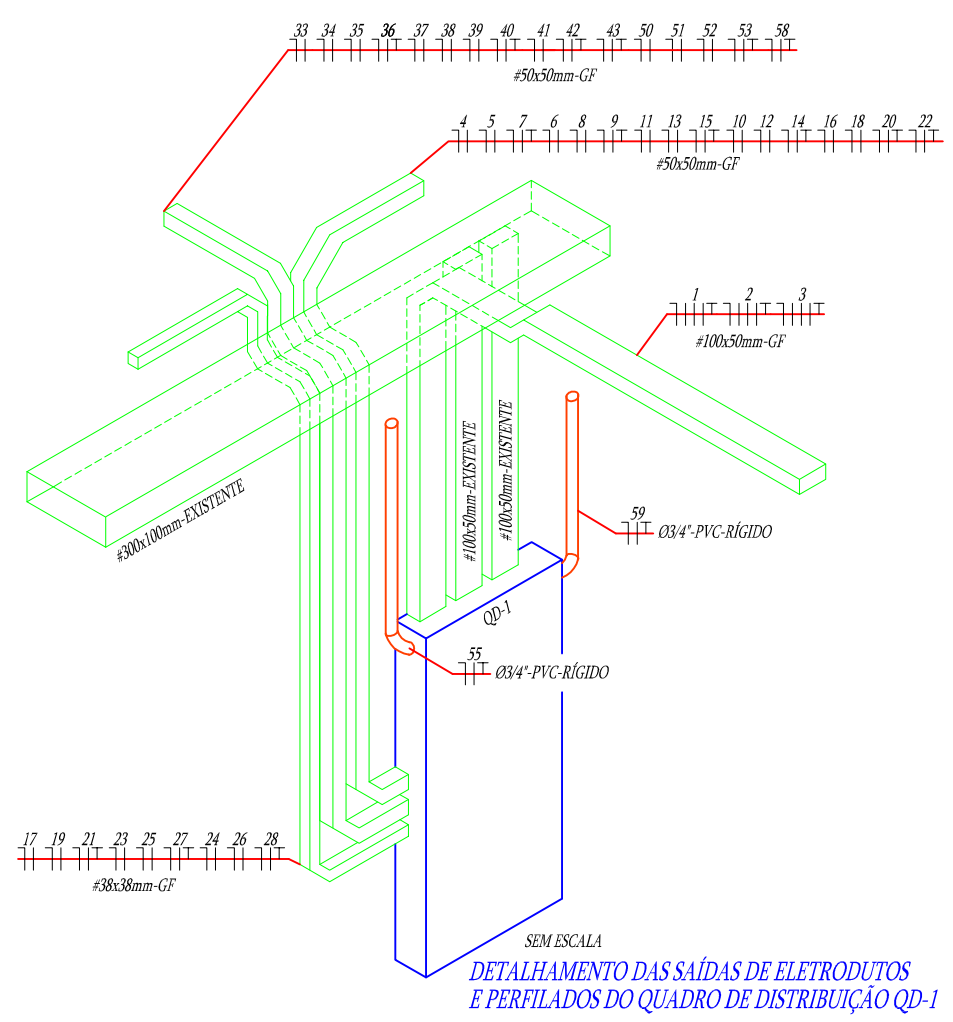 33 34 35 36 37 38 39 40 41 42 43 50 51 52 53 58
#50x50mm-GF
4 5 7 6 8 9 11 13 15 10 12 14 16 18 20 22
#50x50mm-GF
1 2 3
#100x50mm-GF
#300x100mm-EXISTENTE
#100x50mm-EXISTENTE
#100x50mm-EXISTENTE
59
Ø3/4"-PVC-RÍGIDO
QD-1
55
Ø3/4"-PVC-RÍGIDO
17 19 21 23 25 27 24 26 28
#38x38mm-GF
SEM ESCALA
DETALHAMENTO DAS SAÍDAS DE ELETRODUTOS
E PERFILADOS DO QUADRO DE DISTRIBUIÇÃO QD-1